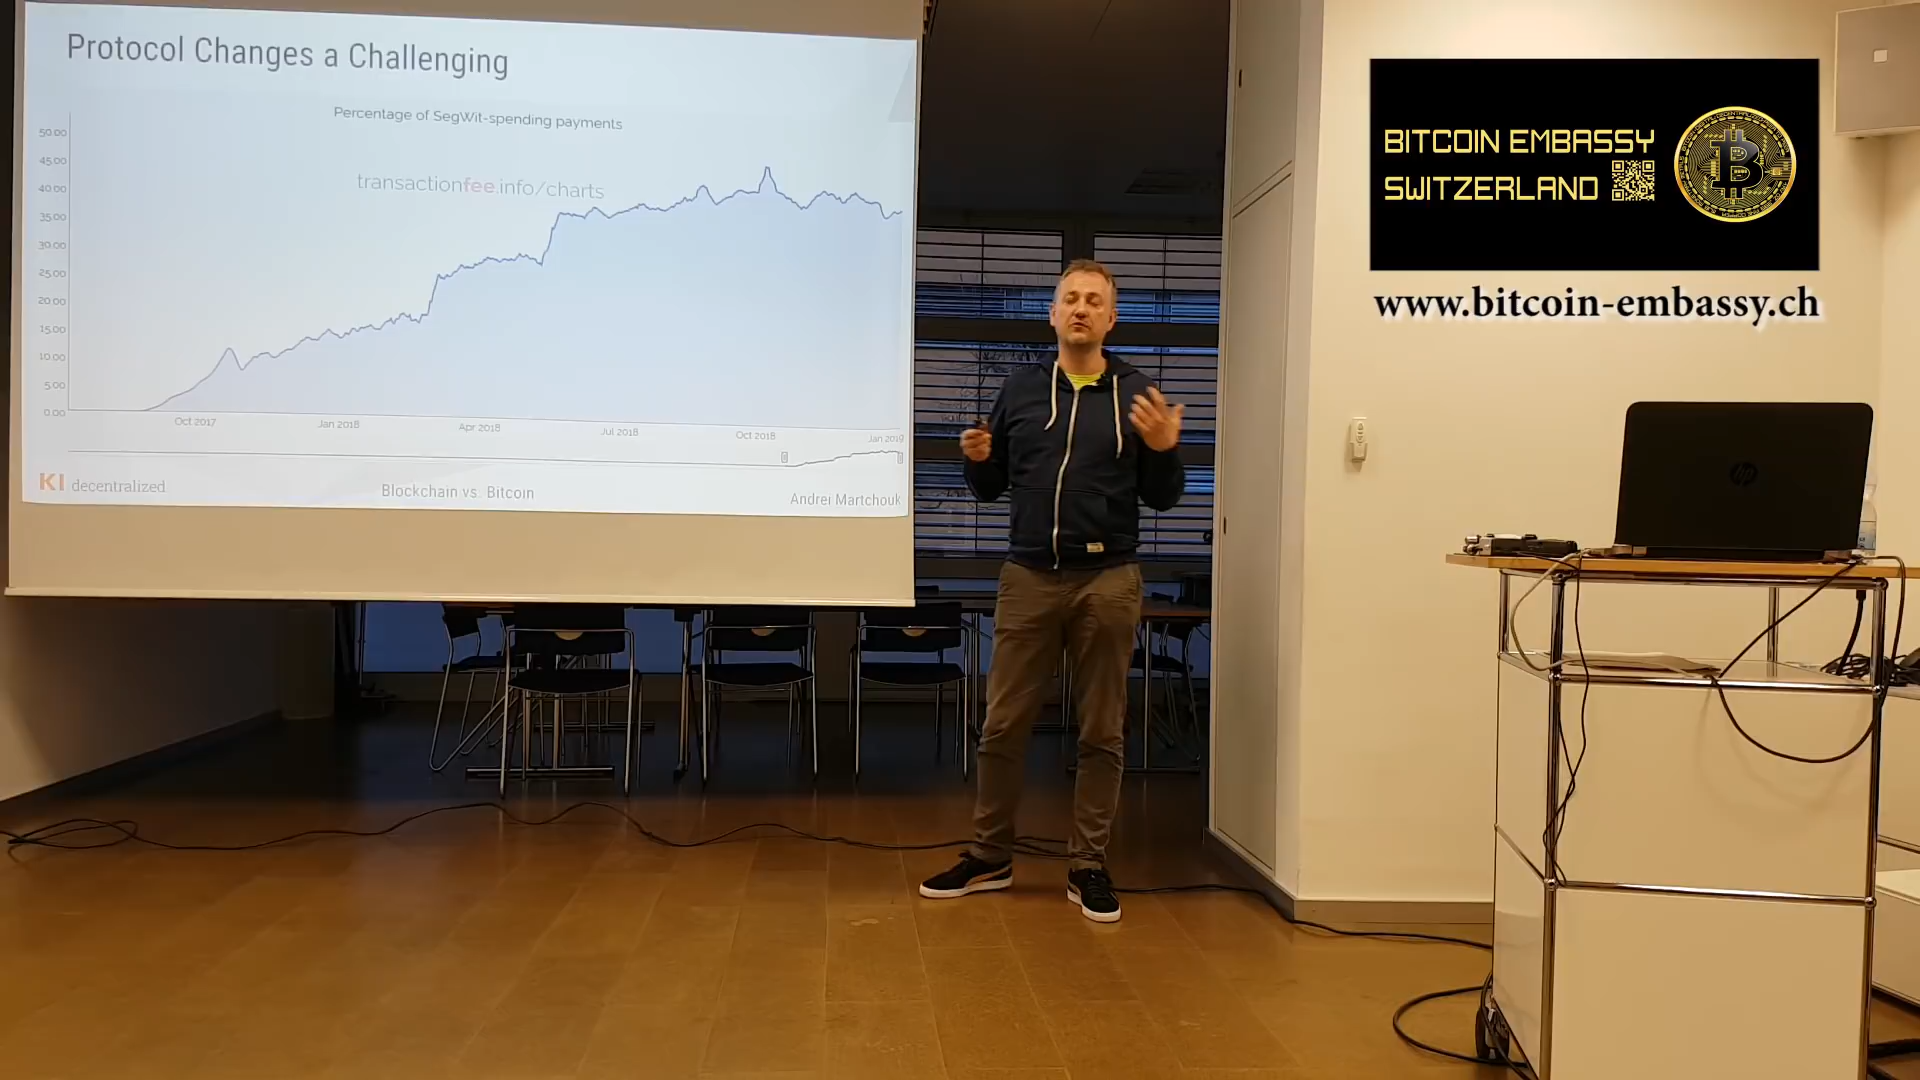 Protocol Changes a Challenging
Percentage of SegWit-spending payments
transactionfee.info/charts
50.00
45.00
40.00
35.00
30.00
25.00
20.00
15.00
10.00
5.00
0.00
Oct 2017
Jan 2018
Apr 2018
Jul 2018
Oct 2018
Jan 2019
KI decentralized
Blockchain vs. Bitcoin
Andrei Martchouk
BITCOIN EMBASSY
SWITZERLAND
www.bitcoin-embassy.ch
hp